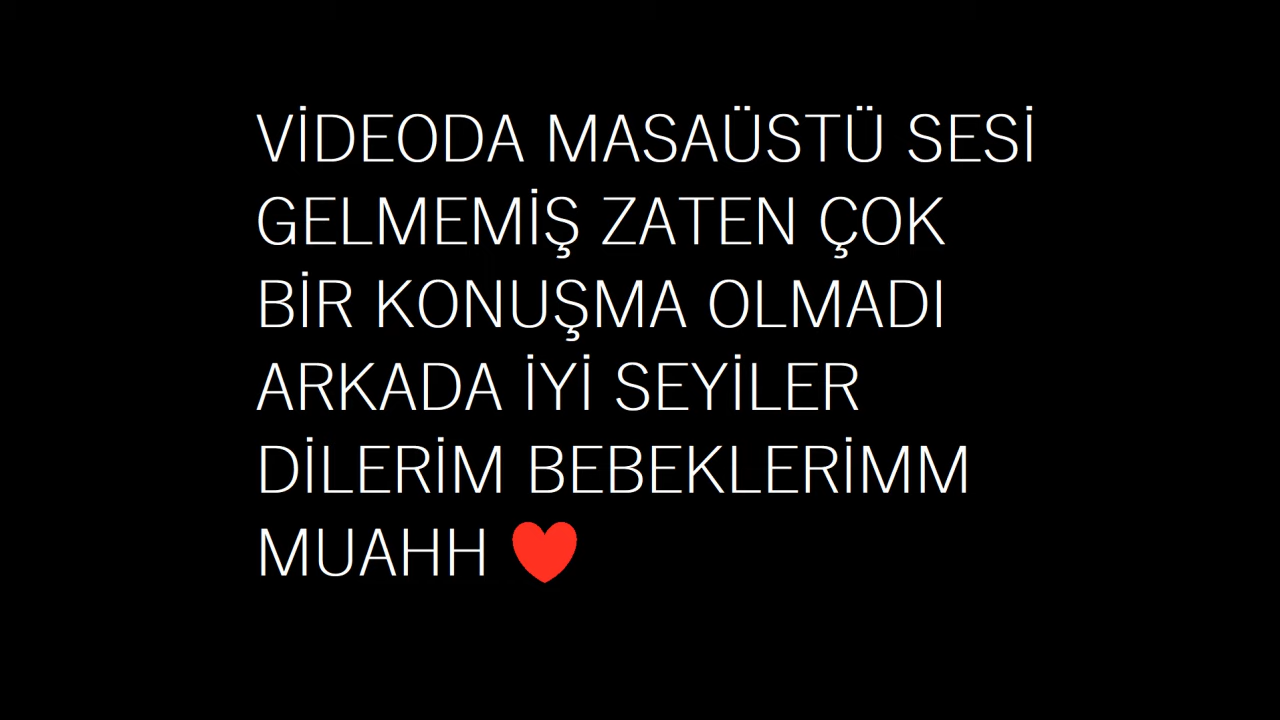 VİDEODA MASAÜSTÜ SESİ
GELMEMİŞ ZATEN ÇOK
BİR KONUŞMA OLMADI
ARKADA İYİ SEYİLER
DİLERİM BEBEKLERİMM
MUAHH ❤️